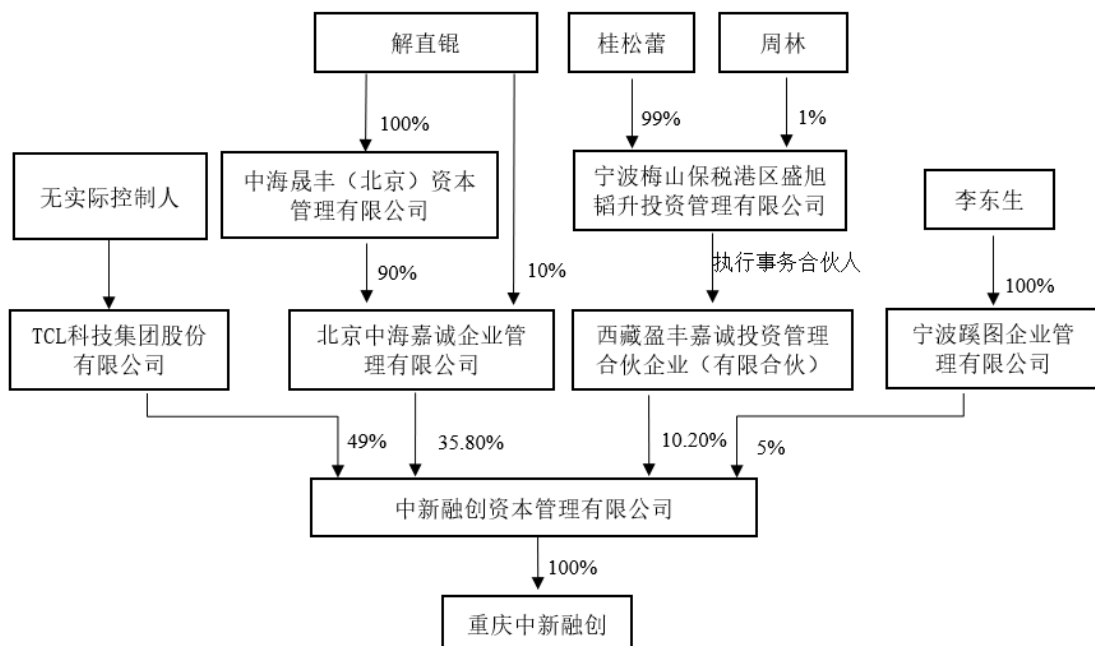 解直锟
桂松蕾
周林
100%
99%
1%
无实际控制人
中海晟丰（北京）资本
管理有限公司
宁波梅山保税港区盛旭
韬升投资管理有限公司
李东生
90%
10%
执行事务合伙人
100%
TCL科技集团股份
有限公司
北京中海嘉诚企业管
理有限公司
西藏盈丰嘉诚投资管理
合伙企业（有限合伙）
宁波蹊图企业管
理有限公司
49%
35.80%
10.20%
5%
中新融创资本管理有限公司
100%
重庆中新融创